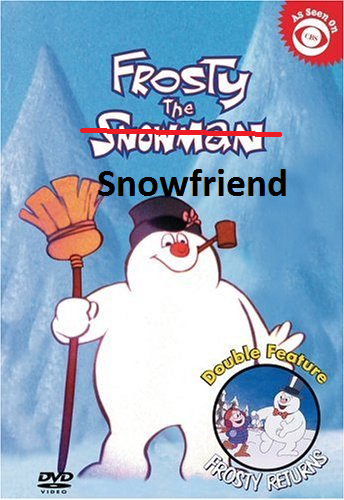 As Seen On
CBS
FROSTY
The
SNOWMAN
Snowfriend
Double Feature
FROSTY RETURNS
DVD
VIDEO